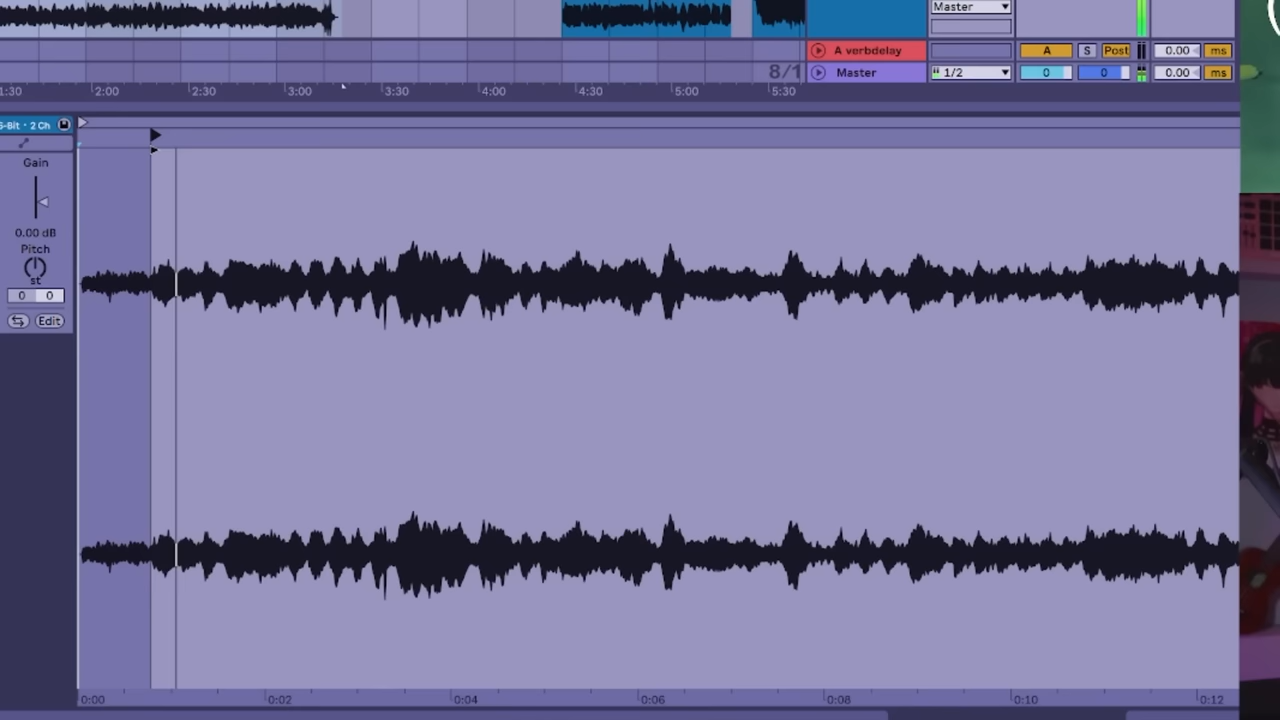 Master
A verbdelay
A S Post 0.00 ms
8/1
Master
1/2 0 0 0.00 ms
1:30 2:00 2:30 3:00 3:30 4:00 4:30 5:00 5:30
-Bit · 2 Ch
Gain
0.00 dB
Pitch
st
0 0
Edit
0:00 0:02 0:04 0:06 0:08 0:10 0:12